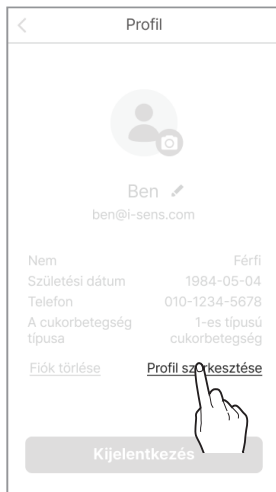 Profil
Ben
ben@i-sens.com
Nem Férfi
Születési dátum 1984-05-04
Telefon 010-1234-5678
A cukorbetegség típusa 1-es típusú cukorbetegség
Fiók törlése Profil szerkesztése
Kijelentkezés